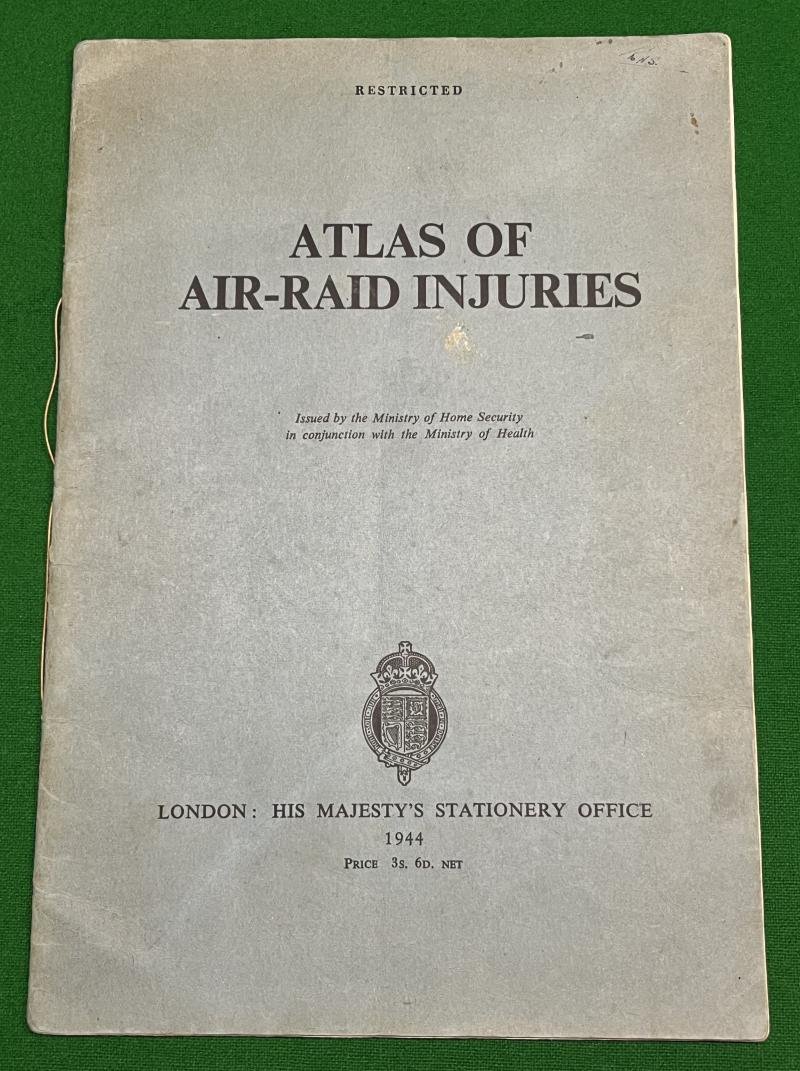 RESTRICTED
ATLAS OF
AIR-RAID INJURIES
Issued by the Ministry of Home Security
in conjunction with the Ministry of Health
LONDON: HIS MAJESTY'S STATIONERY OFFICE
1944
PRICE 3S. 6D. NET